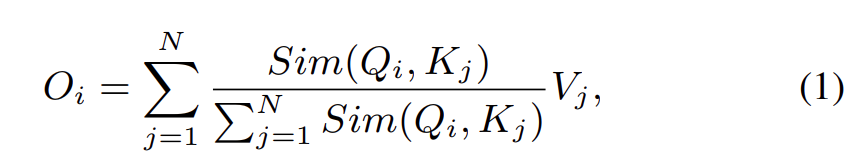 O_i = \sum_{j=1}^{N} \frac{Sim(Q_i, K_j)}{\sum_{j=1}^{N} Sim(Q_i, K_j)} V_j, (1)